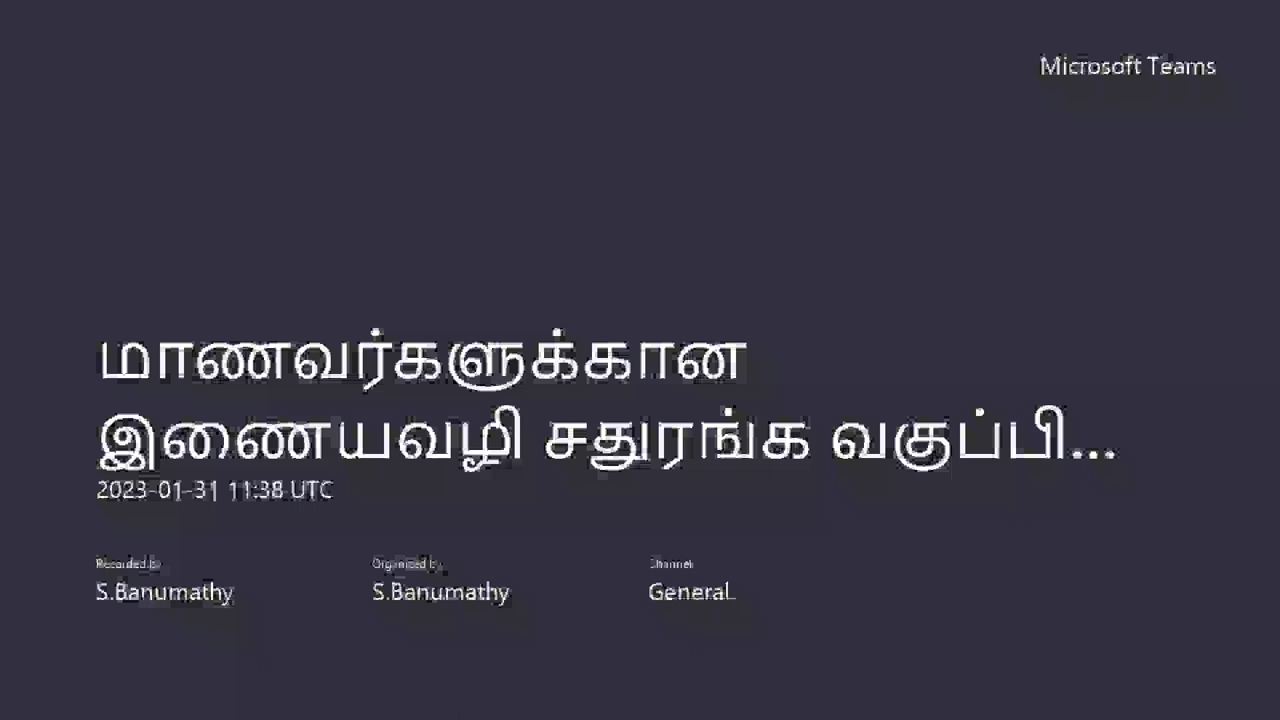 Microsoft Teams
மாணவர்களுக்கான
இணையவழி சதுரங்க வகுப்பி...
2023-01-31 11:38 UTC
Recorded by Organized by Channel
S.Banumathy S.Banumathy General